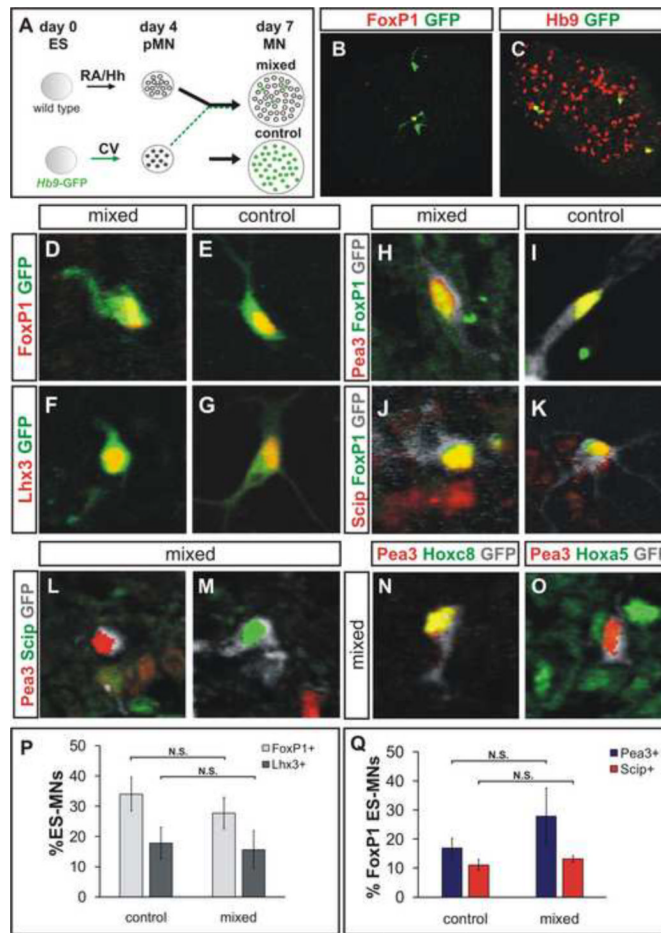 A
day 0
ES
day 4
pMN
day 7
MN
mixed
RA/Hh
wild type
control
CV
Hb9-GFP
FoxP1 GFP
B
Hb9 GFP
C
mixed
control
D
E
FoxP1 GFP
F
G
Lhx3 GFP
mixed
control
H
I
Pea3 FoxP1 GFP
J
K
Scip FoxP1 GFP
mixed
L
M
Pea3 Scip GFP
Pea3 Hoxc8 GFP
Pea3 Hoxa5 GFP
mixed
N
O
P
N.S.
N.S.
FoxP1+
Lhx3+
%ES-MNs
50
40
30
20
10
0
control
mixed
Q
N.S.
N.S.
Pea3+
Scip+
% FoxP1 ES-MNs
50
40
30
20
10
0
control
mixed